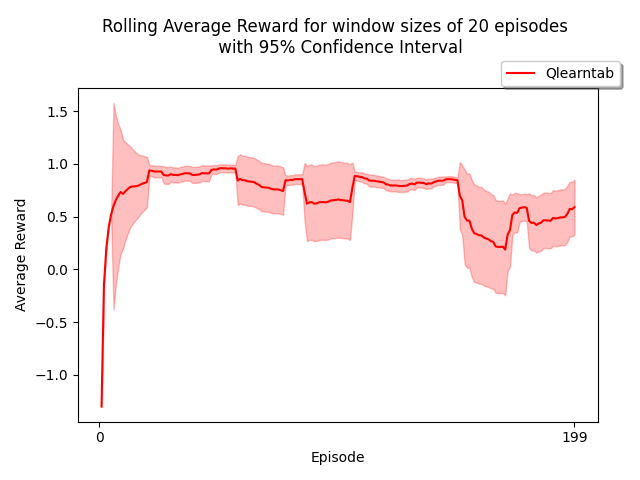 Rolling Average Reward for window sizes of 20 episodes
with 95% Confidence Interval
Qlearntab
1.5
1.0
0.5
0.0
−0.5
−1.0
Average Reward
0
199
Episode